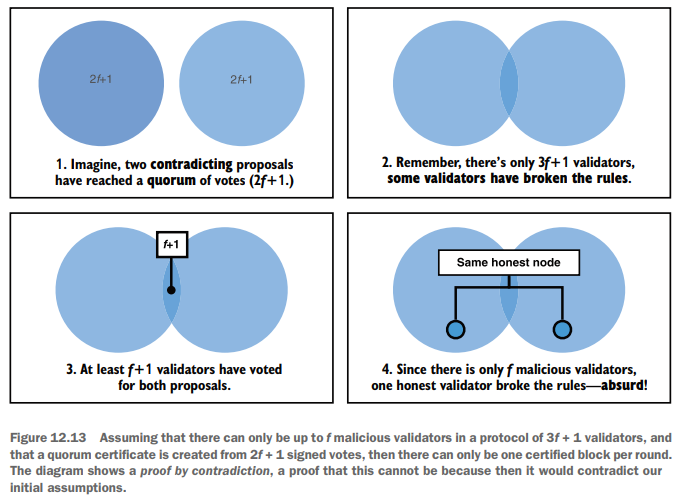 2f+1
2f+1
1. Imagine, two contradicting proposals
have reached a quorum of votes (2f+1.)
2. Remember, there's only 3f+1 validators,
some validators have broken the rules.
f+1
3. At least f+1 validators have voted
for both proposals.
Same honest node
4. Since there is only f malicious validators,
one honest validator broke the rules—absurd!
Figure 12.13 Assuming that there can only be up to f malicious validators in a protocol of 3f + 1 validators, and
that a quorum certificate is created from 2f + 1 signed votes, then there can only be one certified block per round.
The diagram shows a proof by contradiction, a proof that this cannot be because then it would contradict our
initial assumptions.